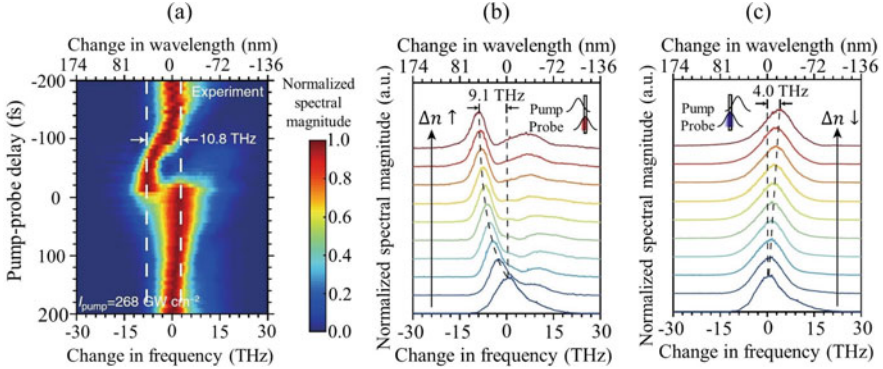 (a)
Change in wavelength (nm)
174 81 0 -72 -136
Pump-probe delay (fs)
-200
-100
0
100
200
Experiment
10.8 THz
I_pump=268 GW cm⁻²
-30 -15 0 15 30
Change in frequency (THz)
Normalized
spectral
magnitude
1.0
0.8
0.6
0.4
0.2
0.0
(b)
Change in wavelength (nm)
174 81 0 -72 -136
Normalized spectral magnitude (a.u.)
9.1 THz
Δn ↑
Pump
Probe
-30 -15 0 15 30
Change in frequency (THz)
(c)
Change in wavelength (nm)
174 81 0 -72 -136
Normalized spectral magnitude (a.u.)
4.0 THz
Pump
Probe
Δn ↓
-30 -15 0 15 30
Change in frequency (THz)